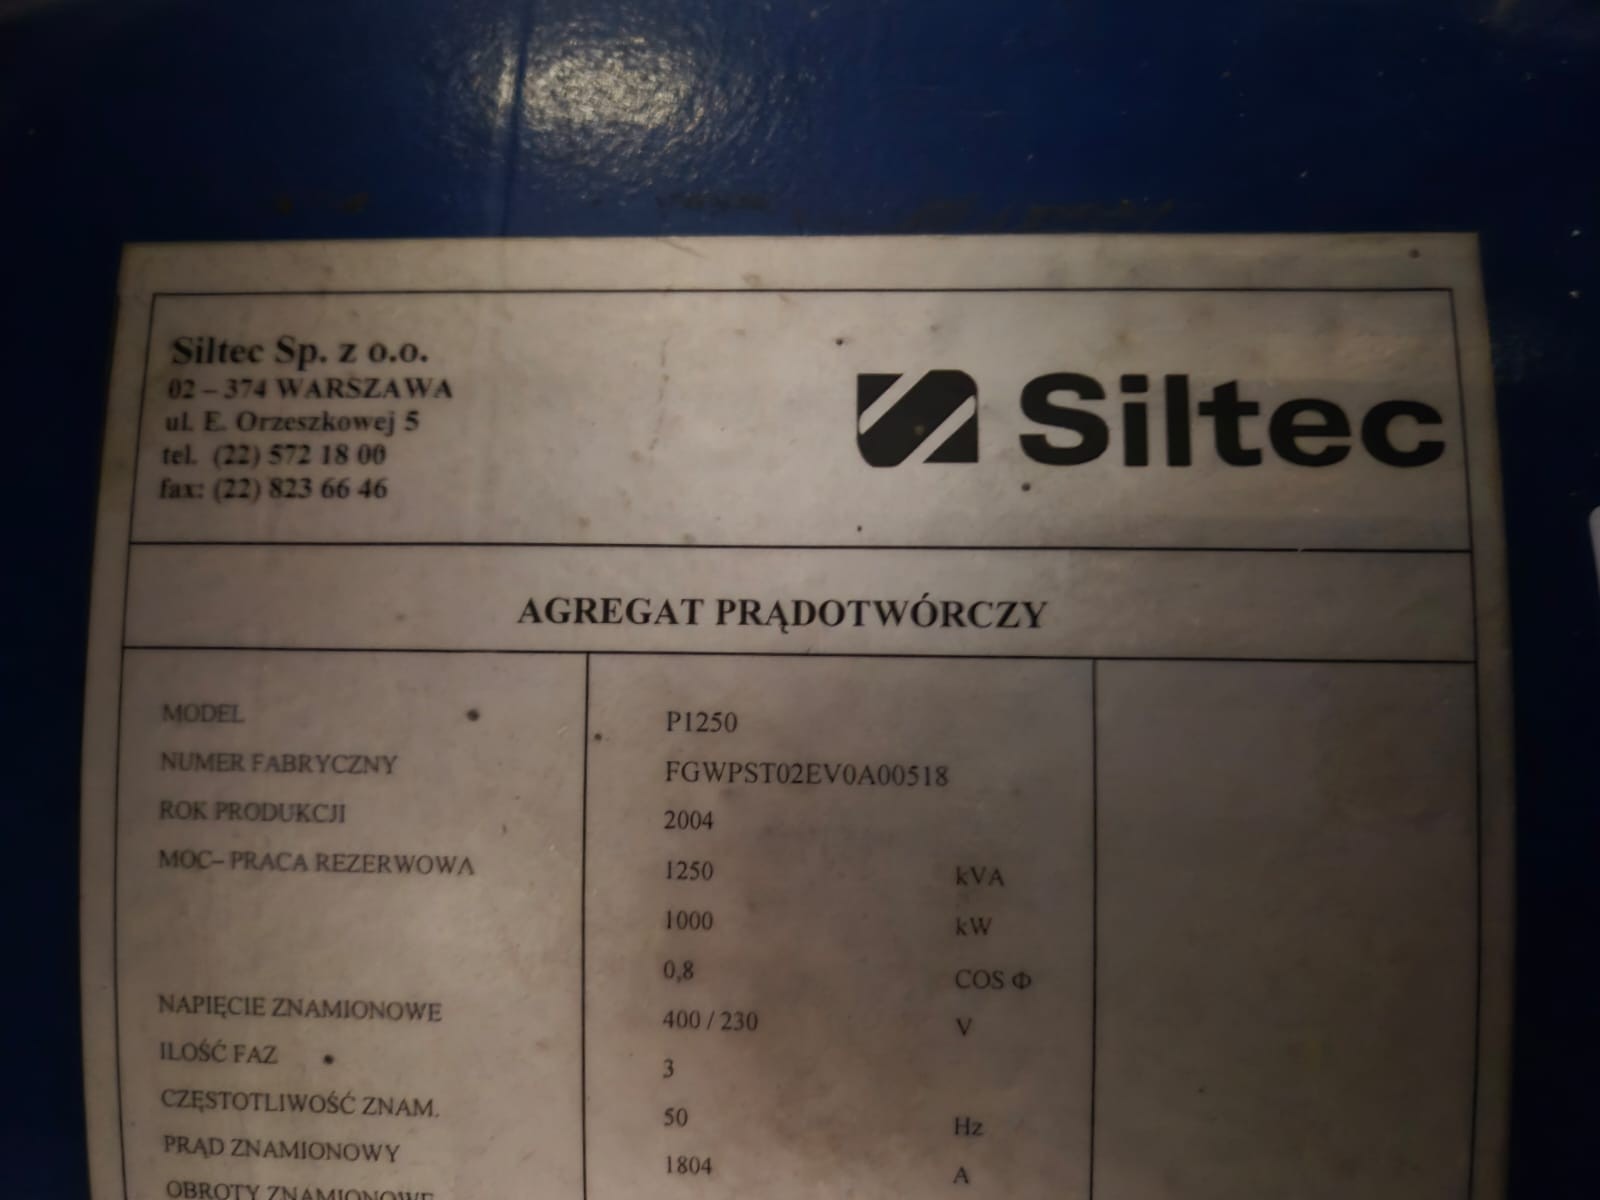 Siltec Sp. z o.o.
02 – 374 WARSZAWA
ul. E. Orzeszkowej 5
tel. (22) 572 18 00
fax: (22) 823 66 46
Siltec
AGREGAT PRĄDOTWÓRCZY
MODEL P1250
NUMER FABRYCZNY FGWPST02EV0A00518
ROK PRODUKCJI 2004
MOC– PRACA REZERWOWA 1250 kVA
1000 kW
0,8 COS Φ
NAPIĘCIE ZNAMIONOWE 400 / 230 V
ILOŚĆ FAZ 3
CZĘSTOTLIWOŚĆ ZNAM. 50 Hz
PRĄD ZNAMIONOWY 1804 A
OBROTY ZNAMIONOWE